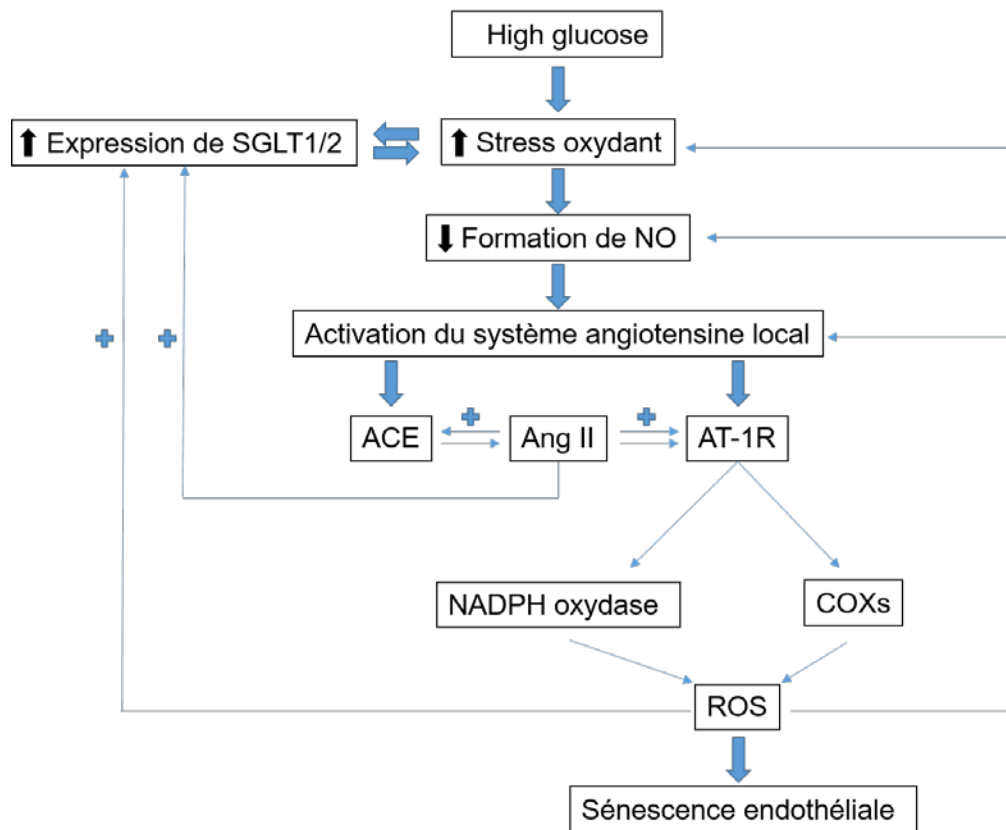 High glucose
Expression de SGLT1/2
Stress oxydant
Formation de NO
Activation du système angiotensine local
ACE
Ang II
AT-1R
NADPH oxydase
COXs
ROS
Sénescence endothéliale